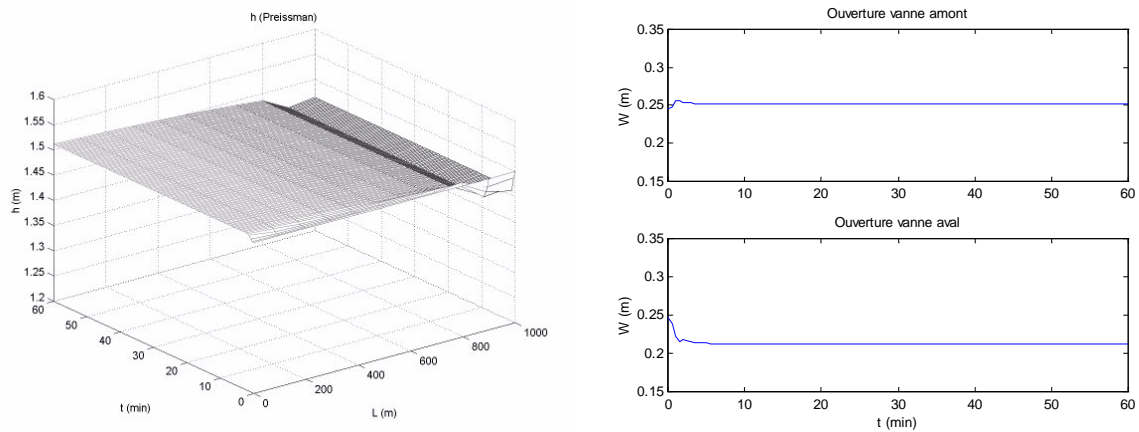 h (Preissman)
1.6
1.55
1.5
1.45
1.4
1.35
1.3
1.25
1.2
h (m)
60
50
40
30
20
10
0
t (min)
0
200
400
600
800
1000
L (m)
Ouverture vanne amont
0.35
0.3
0.25
0.2
0.15
W (m)
0 10 20 30 40 50 60
Ouverture vanne aval
0.35
0.3
0.25
0.2
0.15
W (m)
0 10 20 30 40 50 60
t (min)